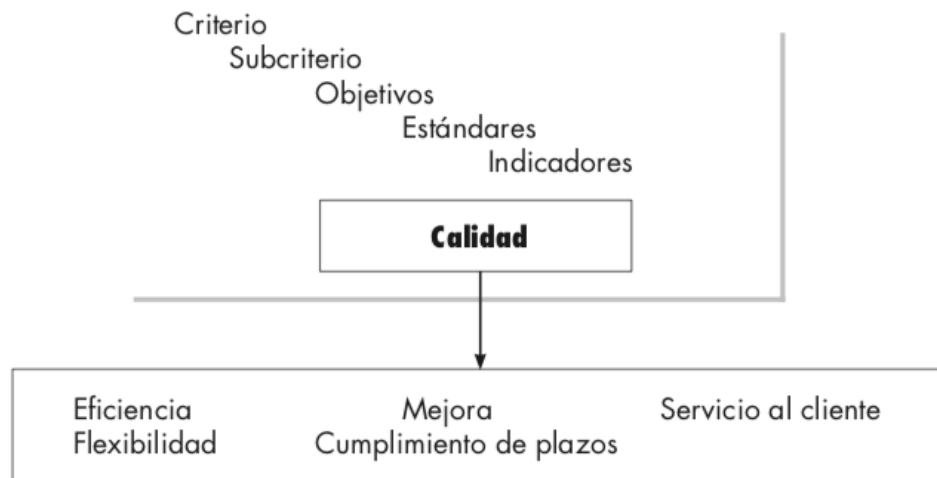 Criterio
Subcriterio
Objetivos
Estándares
Indicadores
Calidad
Eficiencia Mejora Servicio al cliente
Flexibilidad Cumplimiento de plazos